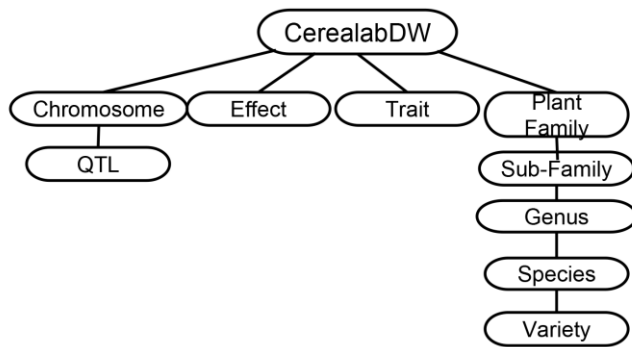 CerealabDW
Chromosome
Effect
Trait
Plant
Family
QTL
Sub-Family
Genus
Species
Variety